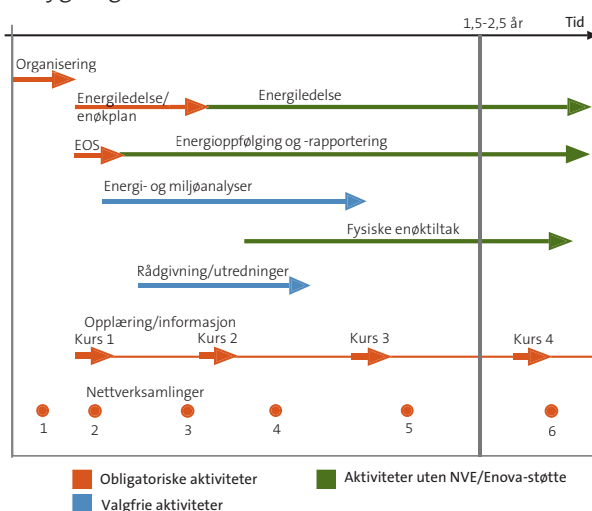 1,5-2,5 år
Tid
Organisering
Energiledelse/
enøkplan
Energiledelse
EOS
Energioppfølging og -rapportering
Energi- og miljøanalyser
Fysiske enøktiltak
Rådgivning/utredninger
Opplæring/informasjon
Kurs 1
Kurs 2
Kurs 3
Kurs 4
Nettverksamlinger
1
2
3
4
5
6
Obligatoriske aktiviteter
Aktiviteter uten NVE/Enova-støtte
Valgfrie aktiviteter